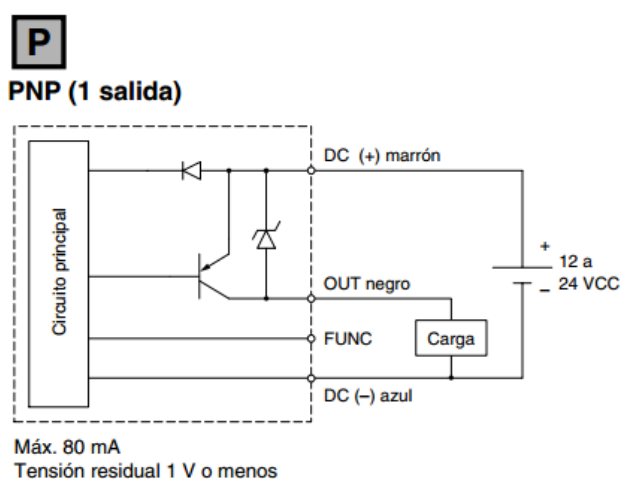 P
PNP (1 salida)
DC (+) marrón
Circuito principal
+
12 a
24 VCC
–
OUT negro
Carga
FUNC
DC (–) azul
Máx. 80 mA
Tensión residual 1 V o menos